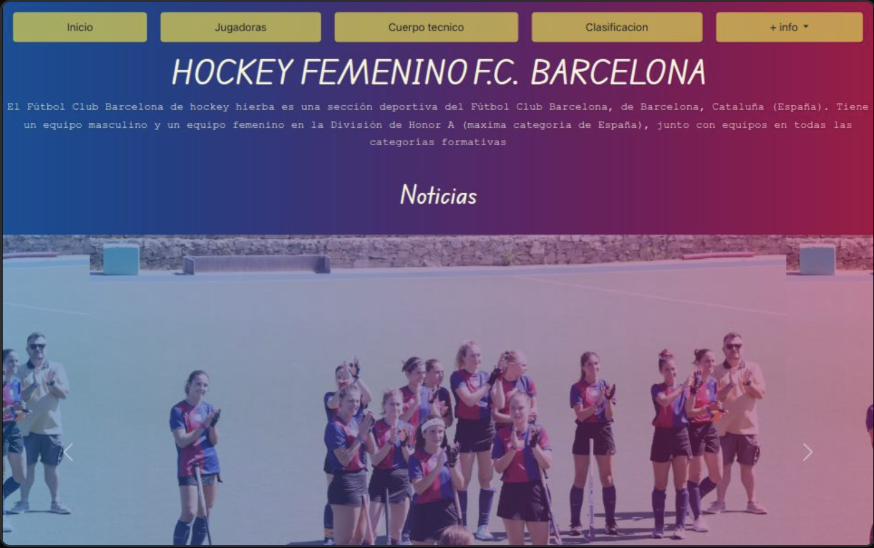 Inicio
Jugadoras
Cuerpo tecnico
Clasificacion
+ info
HOCKEY FEMENINO F.C. BARCELONA
El Fútbol Club Barcelona de hockey hierba es una sección deportiva del Fútbol Club Barcelona, de Barcelona, Cataluña (España). Tiene
un equipo masculino y un equipo femenino en la División de Honor A (maxima categoria de España), junto con equipos en todas las
categorías formativas
Noticias